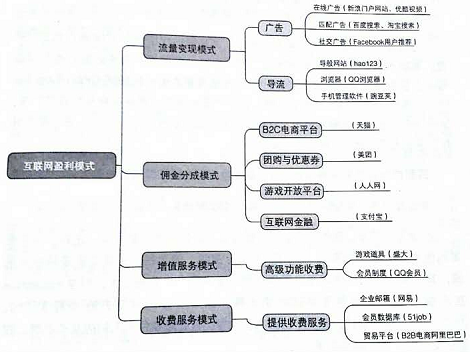 互联网盈利模式
流量变现模式
广告
在线广告（新浪门户网站、优酷视频）
匹配广告（百度搜索、淘宝搜索）
社交广告（Facebook用户推荐）
导流
导般网站（hao123）
浏览器（QQ浏览器）
手机管理软件（豌豆荚）
佣金分成模式
B2C电商平台
（天猫）
团购与优惠券
（美团）
游戏开放平台
（人人网）
互联网金融
（支付宝）
增值服务模式
高级功能收费
游戏道具（盛大）
会员制度（QQ会员）
收费服务模式
提供收费服务
企业邮箱（网易）
会员数据库（51job）
贸易平台（B2B电商阿里巴巴）